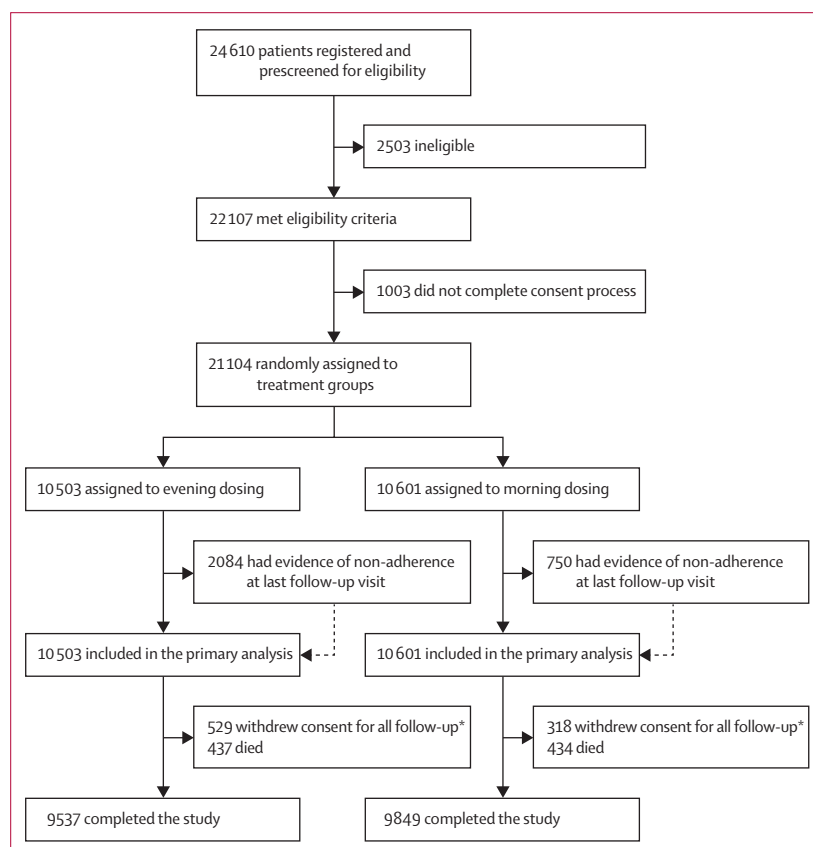 24 610 patients registered and
prescreened for eligibility
2503 ineligible
22 107 met eligibility criteria
1003 did not complete consent process
21 104 randomly assigned to
treatment groups
10 503 assigned to evening dosing
10 601 assigned to morning dosing
2084 had evidence of non-adherence
at last follow-up visit
750 had evidence of non-adherence
at last follow-up visit
10 503 included in the primary analysis
10 601 included in the primary analysis
529 withdrew consent for all follow-up*
437 died
318 withdrew consent for all follow-up*
434 died
9537 completed the study
9849 completed the study